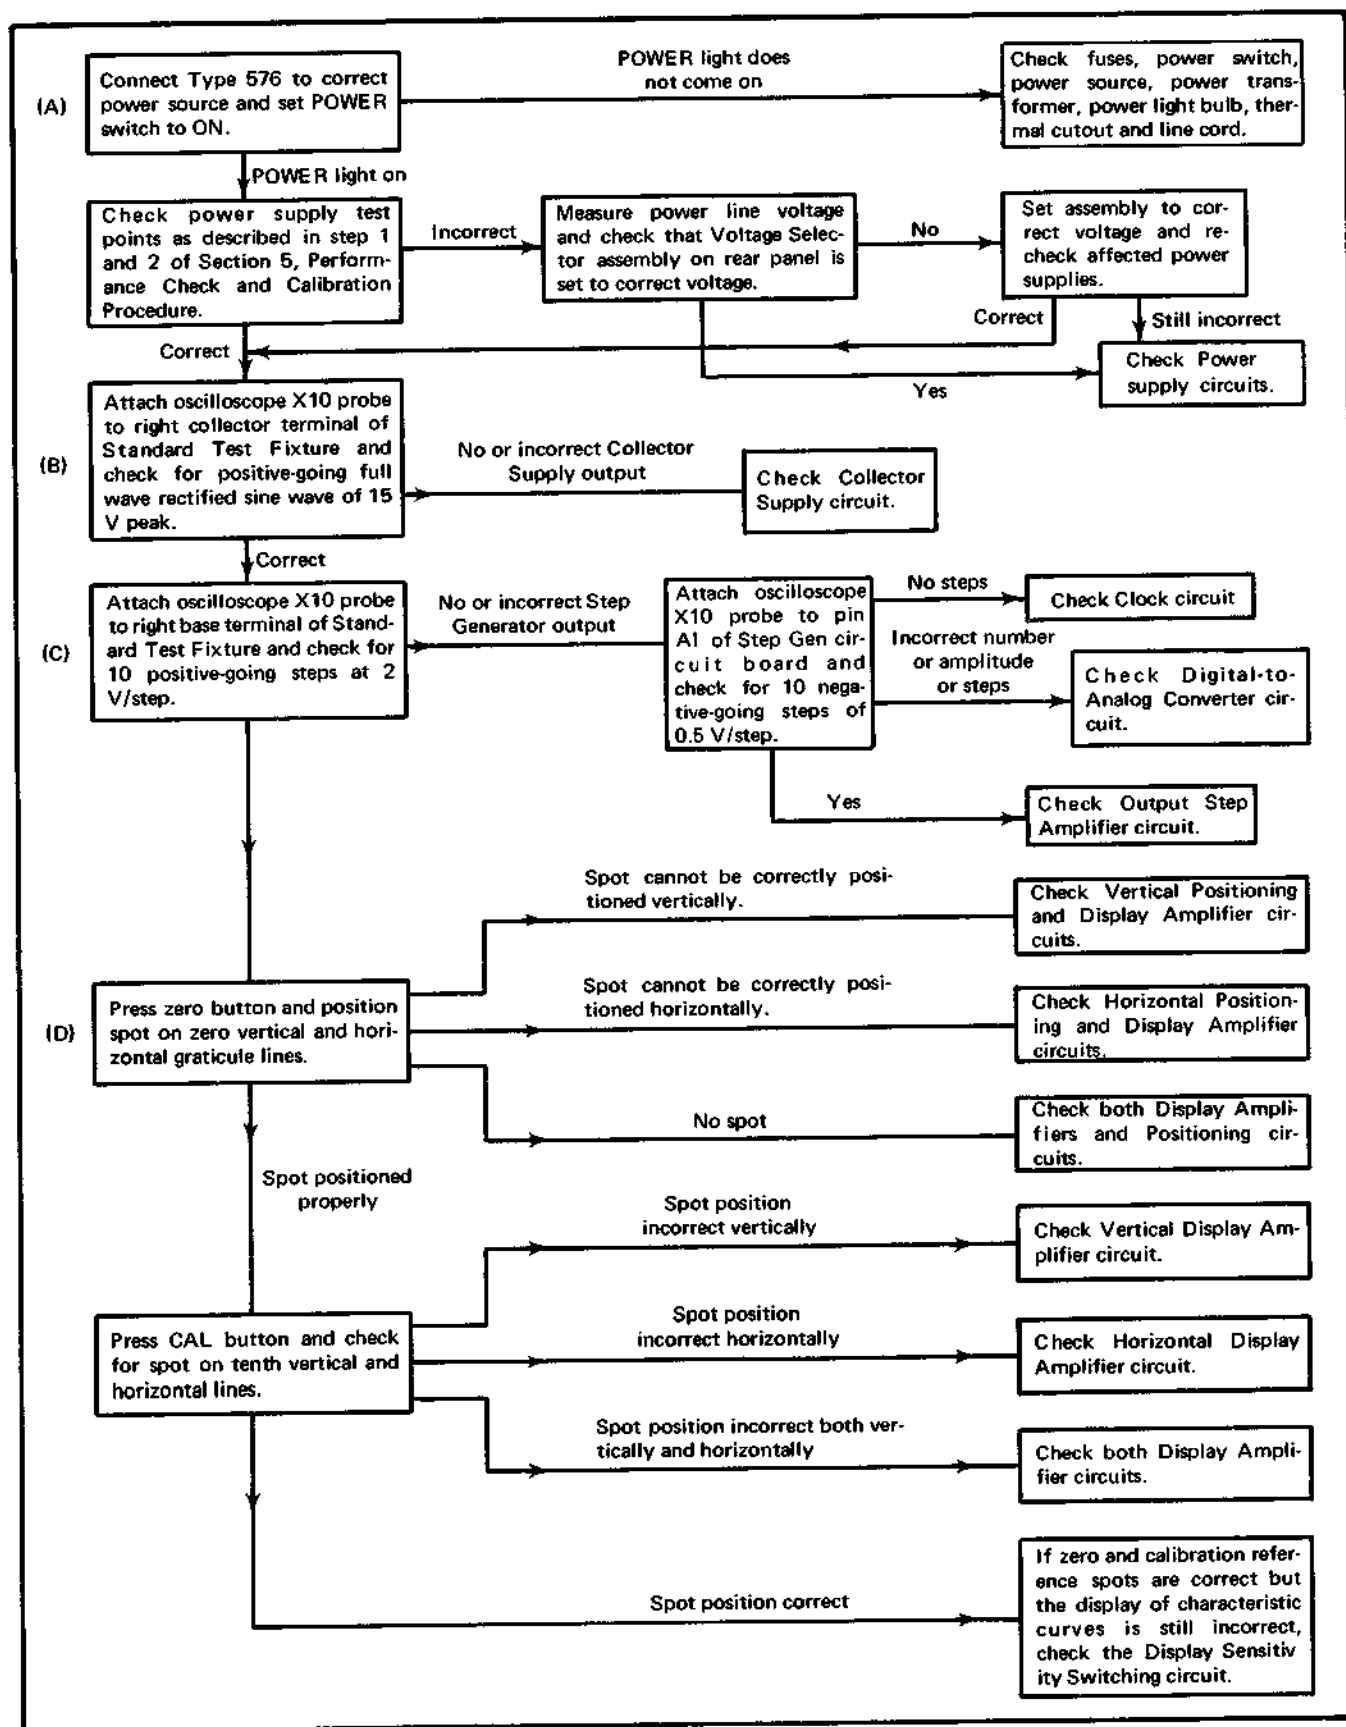 (A)
Connect Type 576 to correct
power source and set POWER
switch to ON.
POWER light does
not come on
Check fuses, power switch,
power source, power trans-
former, power light bulb, ther-
mal cutout and line cord.
POWER light on
Check power supply test
points as described in step 1
and 2 of Section 5, Perform-
ance Check and Calibration
Procedure.
Incorrect
Measure power line voltage
and check that Voltage Selec-
tor assembly on rear panel is
set to correct voltage.
No
Set assembly to cor-
rect voltage and re-
check affected power
supplies.
Correct
Still incorrect
Correct
Yes
Check Power
supply circuits.
(B)
Attach oscilloscope X10 probe
to right collector terminal of
Standard Test Fixture and
check for positive-going full
wave rectified sine wave of 15
V peak.
No or incorrect Collector
Supply output
Check Collector
Supply circuit.
Correct
(C)
Attach oscilloscope X10 probe
to right base terminal of Stan-
dard Test Fixture and check for
10 positive-going steps at 2
V/step.
No or incorrect Step
Generator output
Attach oscilloscope
X10 probe to pin
A1 of Step Gen cir-
cuit board and
check for 10 nega-
tive-going steps of
0.5 V/step.
No steps
Check Clock circuit
Incorrect number
or amplitude
or steps
Check Digital-to-
Analog Converter cir-
cuit.
Yes
Check Output Step
Amplifier circuit.
(D)
Press zero button and position
spot on zero vertical and hori-
zontal graticule lines.
Spot cannot be correctly posi-
tioned vertically.
Check Vertical Positioning
and Display Amplifier cir-
cuits.
Spot cannot be correctly posi-
tioned horizontally.
Check Horizontal Position-
ing and Display Amplifier
circuits.
No spot
Check both Display Ampli-
fiers and Positioning cir-
cuits.
Spot positioned
properly
Press CAL button and check
for spot on tenth vertical and
horizontal lines.
Spot position
incorrect vertically
Check Vertical Display Am-
plifier circuit.
Spot position
incorrect horizontally
Check Horizontal Display
Amplifier circuit.
Spot position incorrect both ver-
tically and horizontally
Check both Display Ampli-
fier circuits.
Spot position correct
If zero and calibration refer-
ence spots are correct but
the display of characteristic
curves is still incorrect,
check the Display Sensitiv
ity Switching circuit.